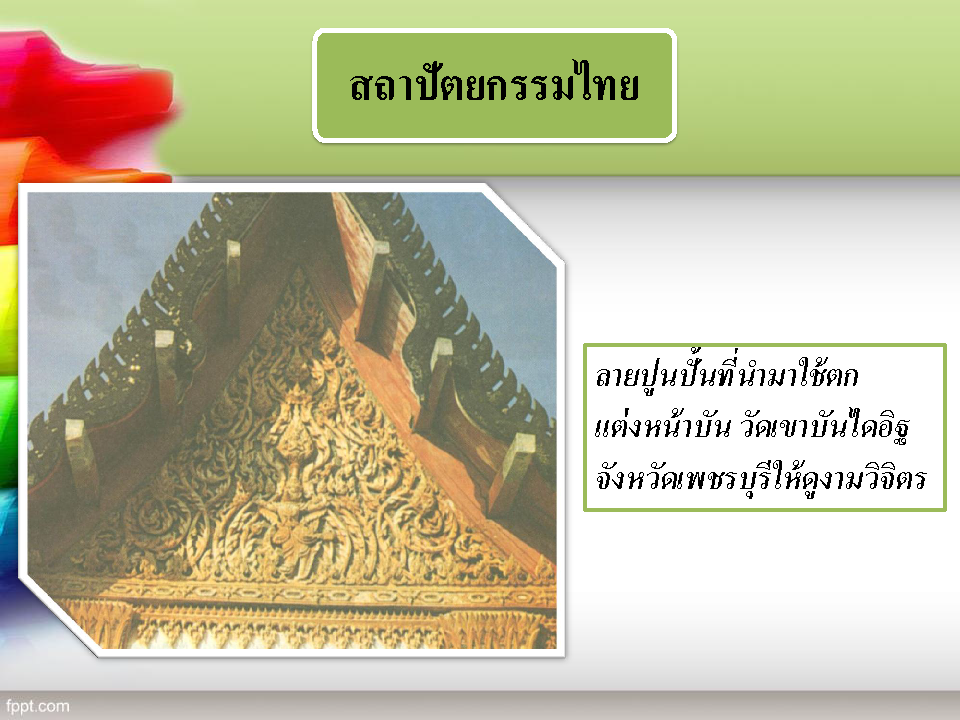 สถาปัตยกรรมไทย
ลายปูนปั้นที่นำมาใช้ตก
แต่งหน้าบัน วัดเขาบันไดอิฐ
จังหวัดเพชรบุรีให้ดูงามวิจิตร
fppt.com